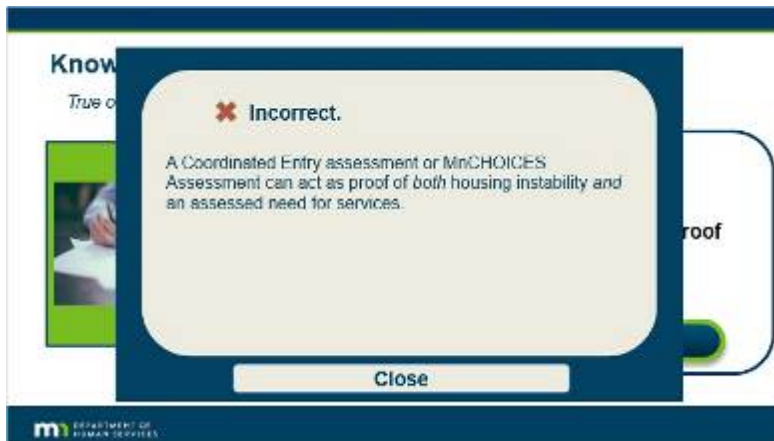 Know
True o
Incorrect.
A Coordinated Entry assessment or MnCHOICES
Assessment can act as proof of both housing instability and
an assessed need for services.
roof
Close
mn DEPARTMENT OF
HUMAN SERVICES